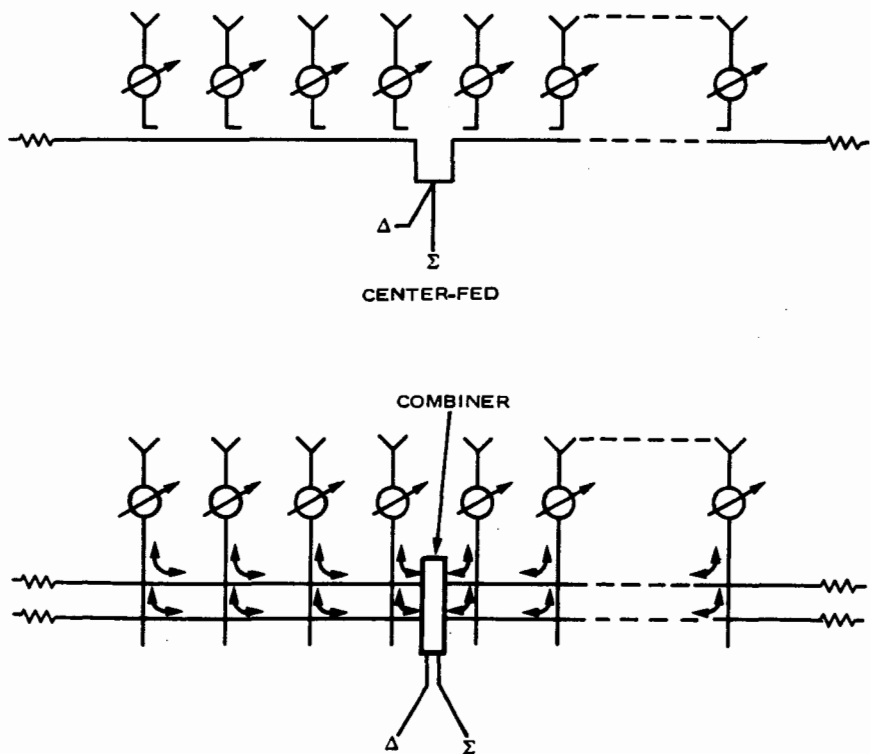 Δ
Σ
CENTER-FED
COMBINER
Δ
Σ